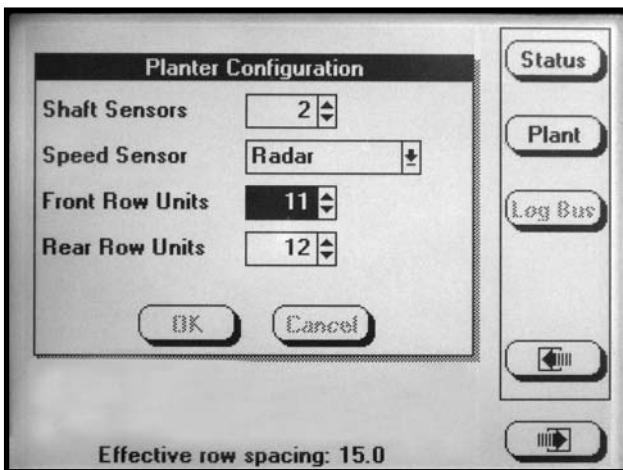 Planter Configuration
Shaft Sensors 2
Speed Sensor Radar
Front Row Units 11
Rear Row Units 12
OK Cancel
Effective row spacing: 15.0
Status
Plant
Log Bus